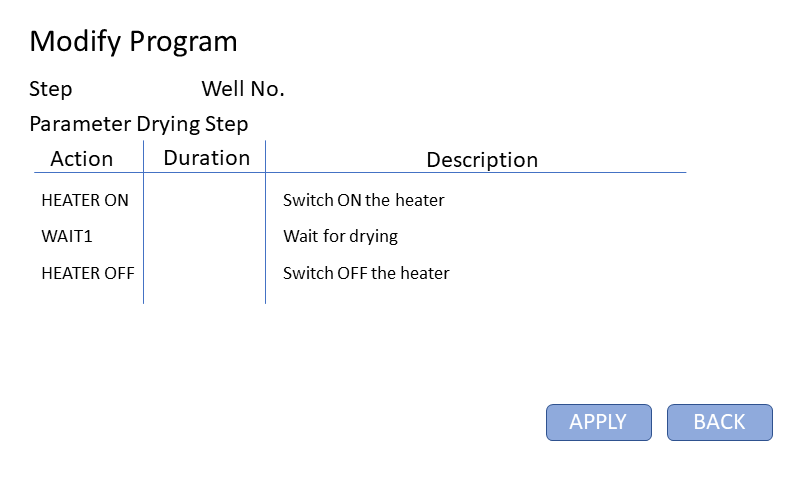 Modify Program
Step Well No.
Parameter Drying Step
Action Duration Description
HEATER ON Switch ON the heater
WAIT1 Wait for drying
HEATER OFF Switch OFF the heater
APPLY BACK